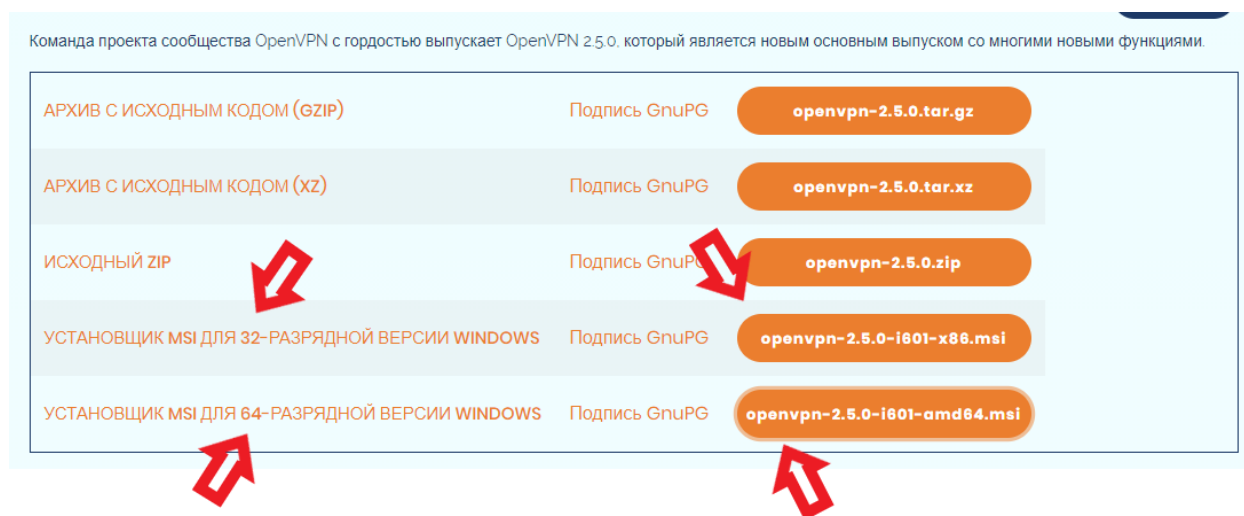 Команда проекта сообщества OpenVPN с гордостью выпускает OpenVPN 2.5.0, который является новым основным выпуском со многими новыми функциями.
АРХИВ С ИСХОДНЫМ КОДОМ (GZIP) Подпись GnuPG openvpn-2.5.0.tar.gz
АРХИВ С ИСХОДНЫМ КОДОМ (XZ) Подпись GnuPG openvpn-2.5.0.tar.xz
ИСХОДНЫЙ ZIP Подпись GnuPG openvpn-2.5.0.zip
УСТАНОВЩИК MSI ДЛЯ 32-РАЗРЯДНОЙ ВЕРСИИ WINDOWS Подпись GnuPG openvpn-2.5.0-i601-x86.msi
УСТАНОВЩИК MSI ДЛЯ 64-РАЗРЯДНОЙ ВЕРСИИ WINDOWS Подпись GnuPG openvpn-2.5.0-i601-amd64.msi